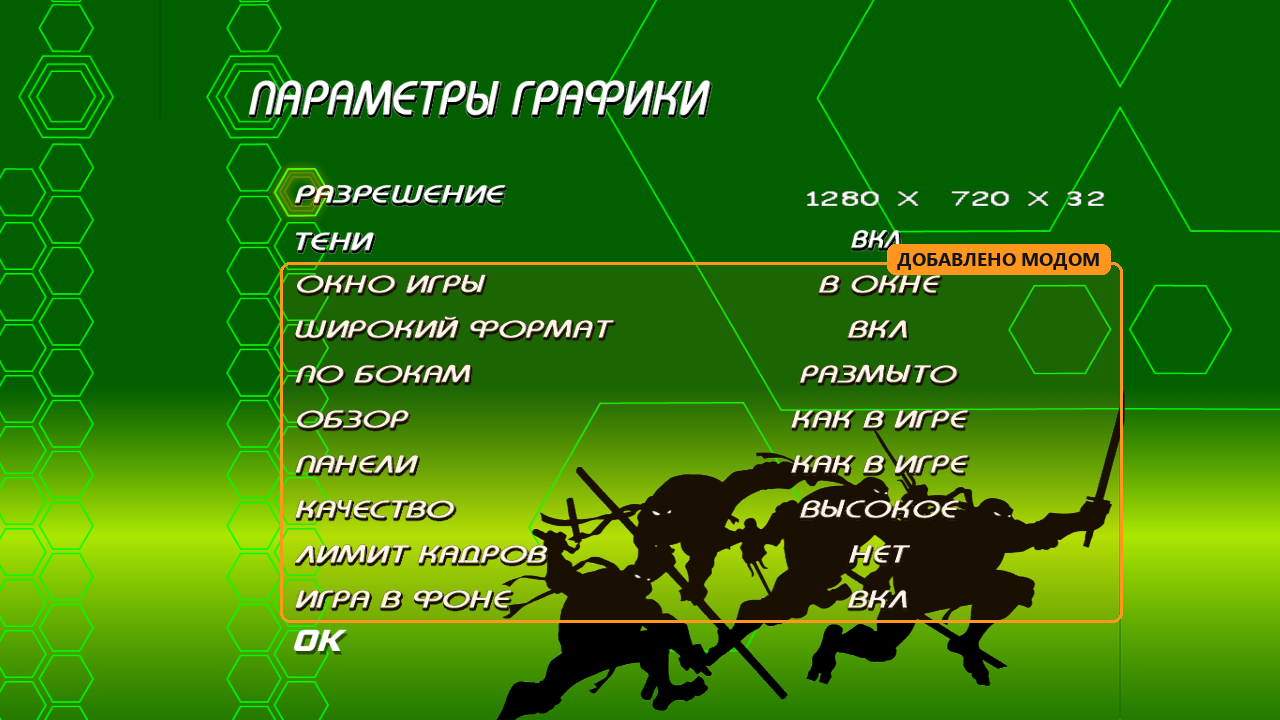 ПАРАМЕТРЫ ГРАФИКИ
РАЗРЕШЕНИЕ 1280 X 720 X 32
ТЕНИ ВКЛ
ДОБАВЛЕНО МОДОМ
ОКНО ИГРЫ В ОКНЕ
ШИРОКИЙ ФОРМАТ ВКЛ
ПО БОКАМ РАЗМЫТО
ОБЗОР КАК В ИГРЕ
ПАНЕЛИ КАК В ИГРЕ
КАЧЕСТВО ВЫСОКОЕ
ЛИМИТ КАДРОВ НЕТ
ИГРА В ФОНЕ ВКЛ
ОК